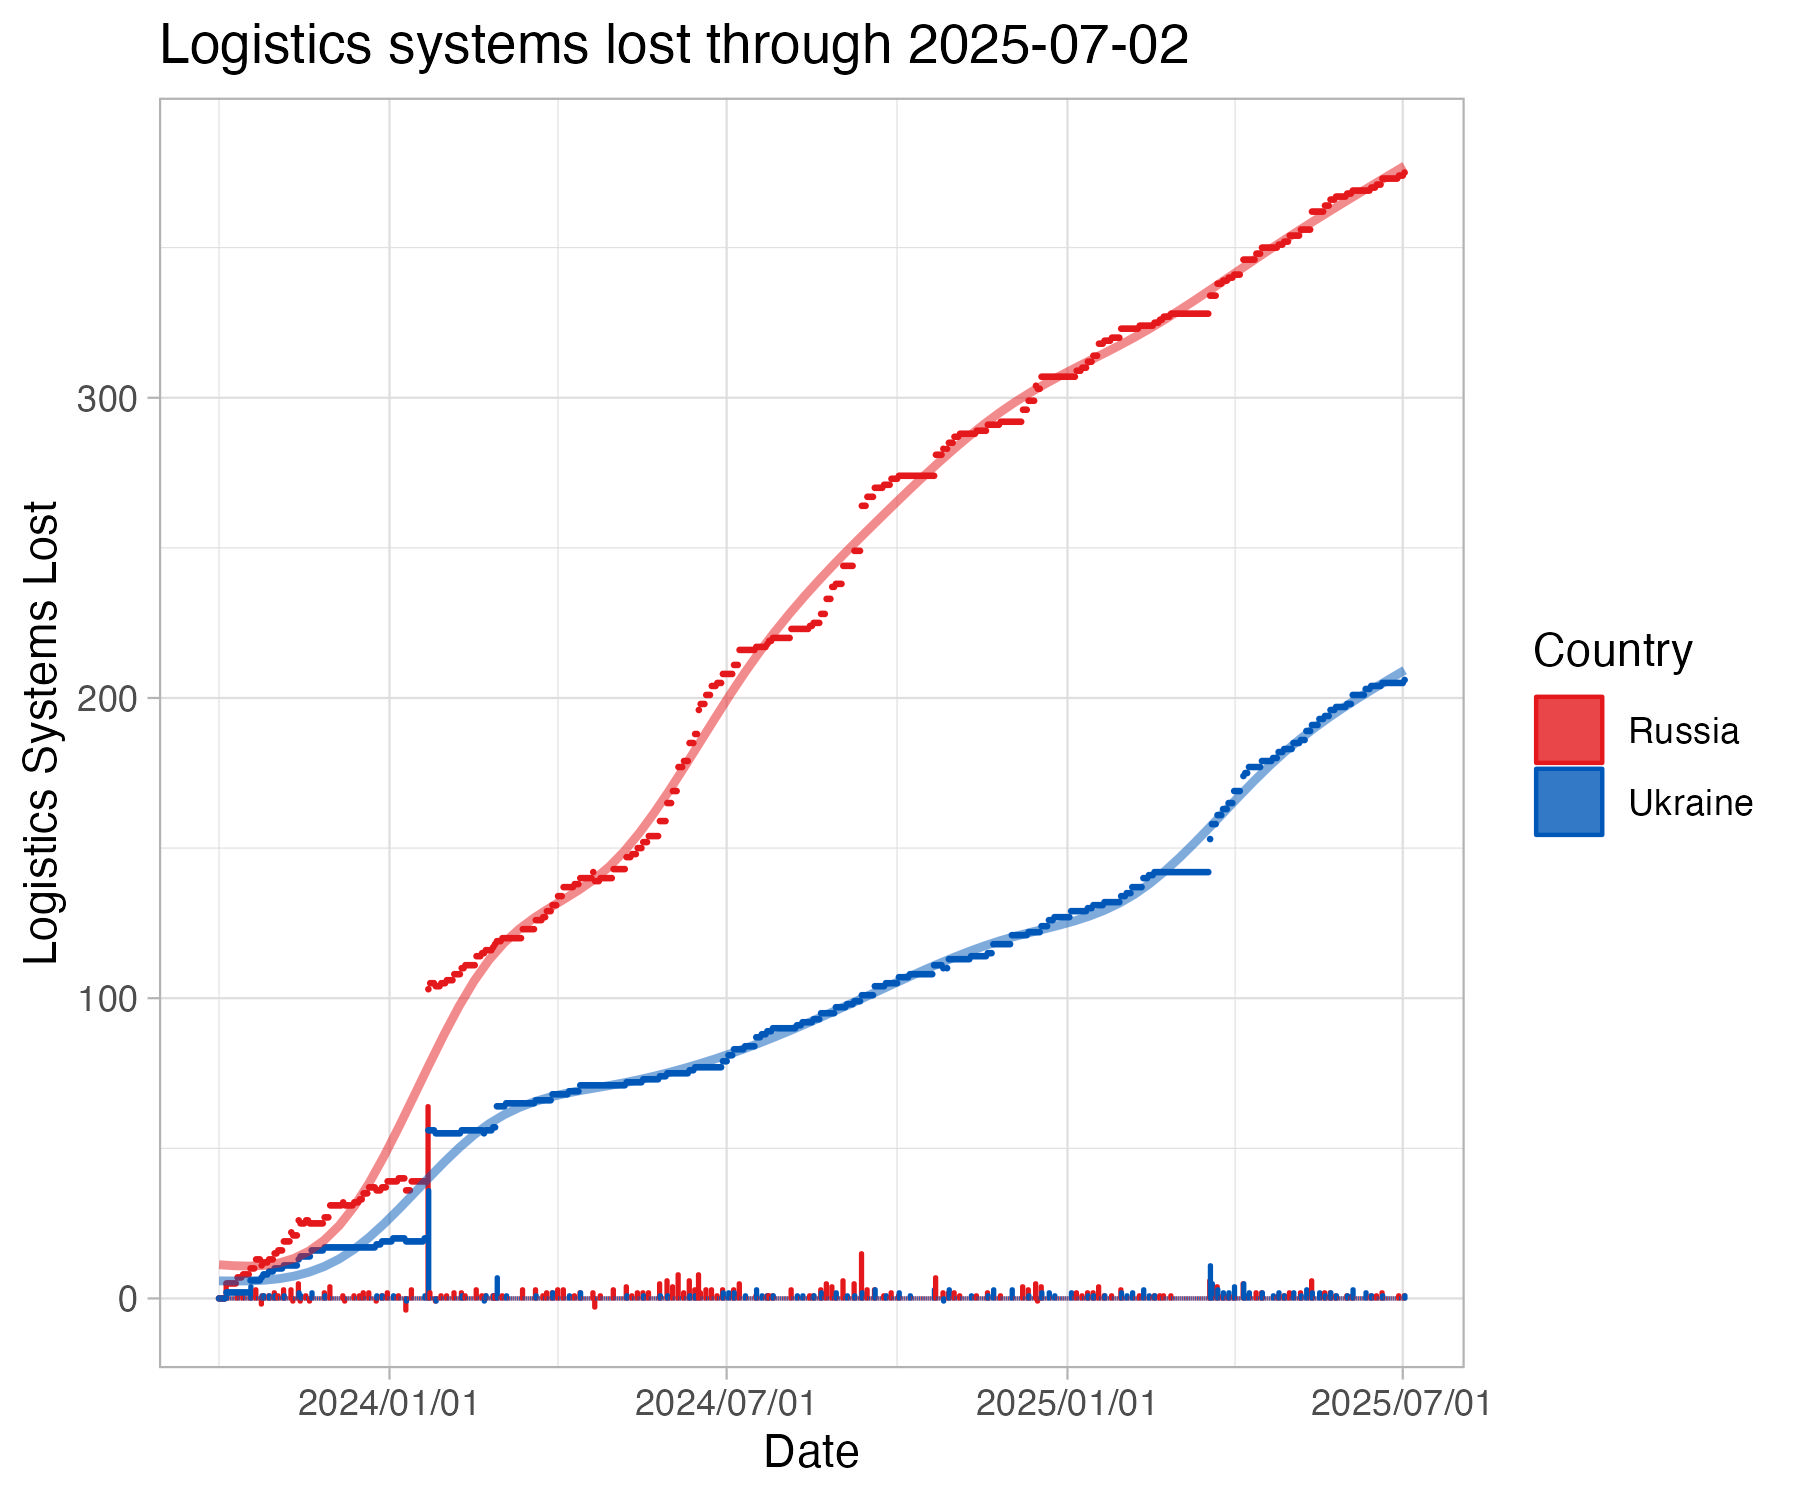 Logistics systems lost through 2025-07-02
Logistics Systems Lost
300
200
100
0
2024/01/01
2024/07/01
2025/01/01
2025/07/01
Date
Country
Russia
Ukraine